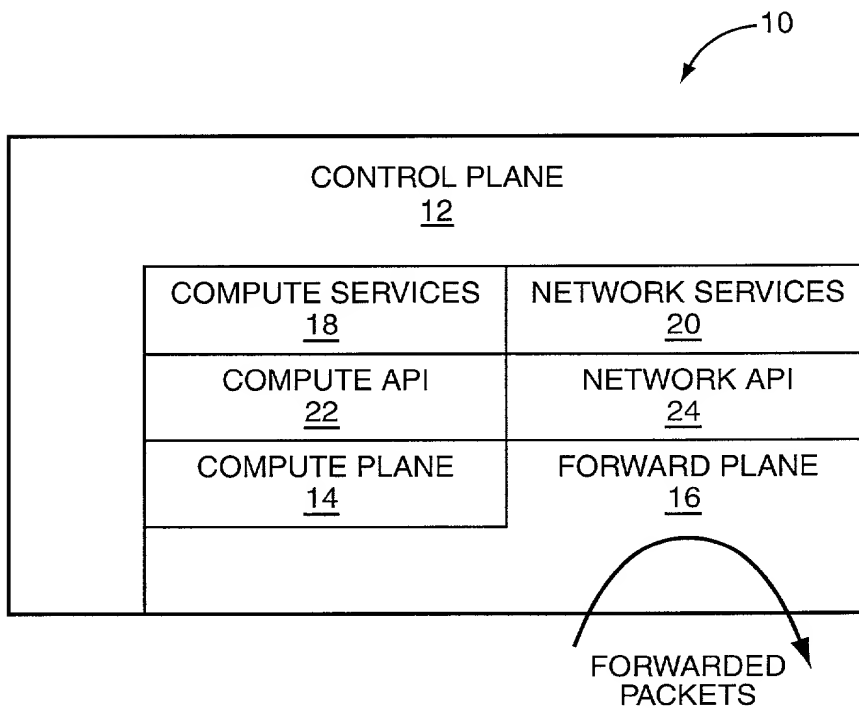 10
CONTROL PLANE
12
COMPUTE SERVICES
18
NETWORK SERVICES
20
COMPUTE API
22
NETWORK API
24
COMPUTE PLANE
14
FORWARD PLANE
16
FORWARDED
PACKETS